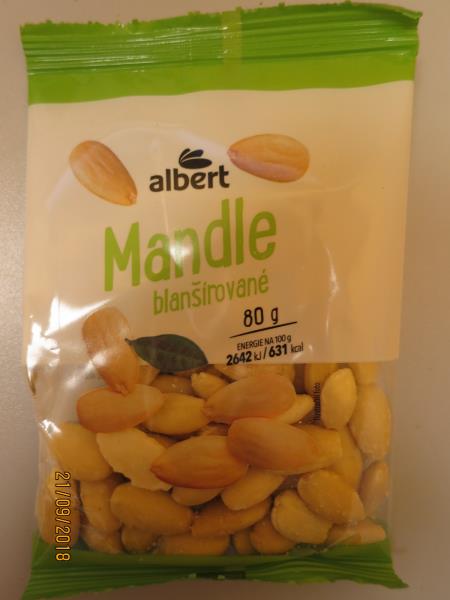 albert
Mandle
blanšírované
80 g
ENERGIE NA 100 g
2642 kJ/631 kcal
21/09/2018